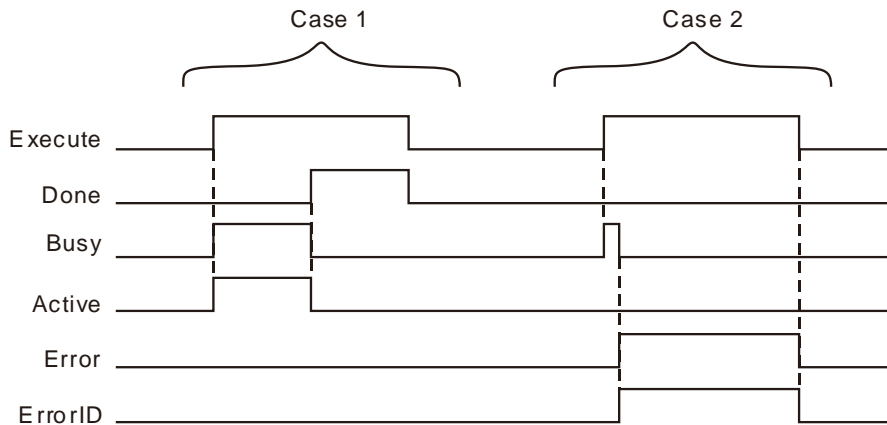 Case 1
Case 2
Execute
Done
Busy
Active
Error
ErrorID